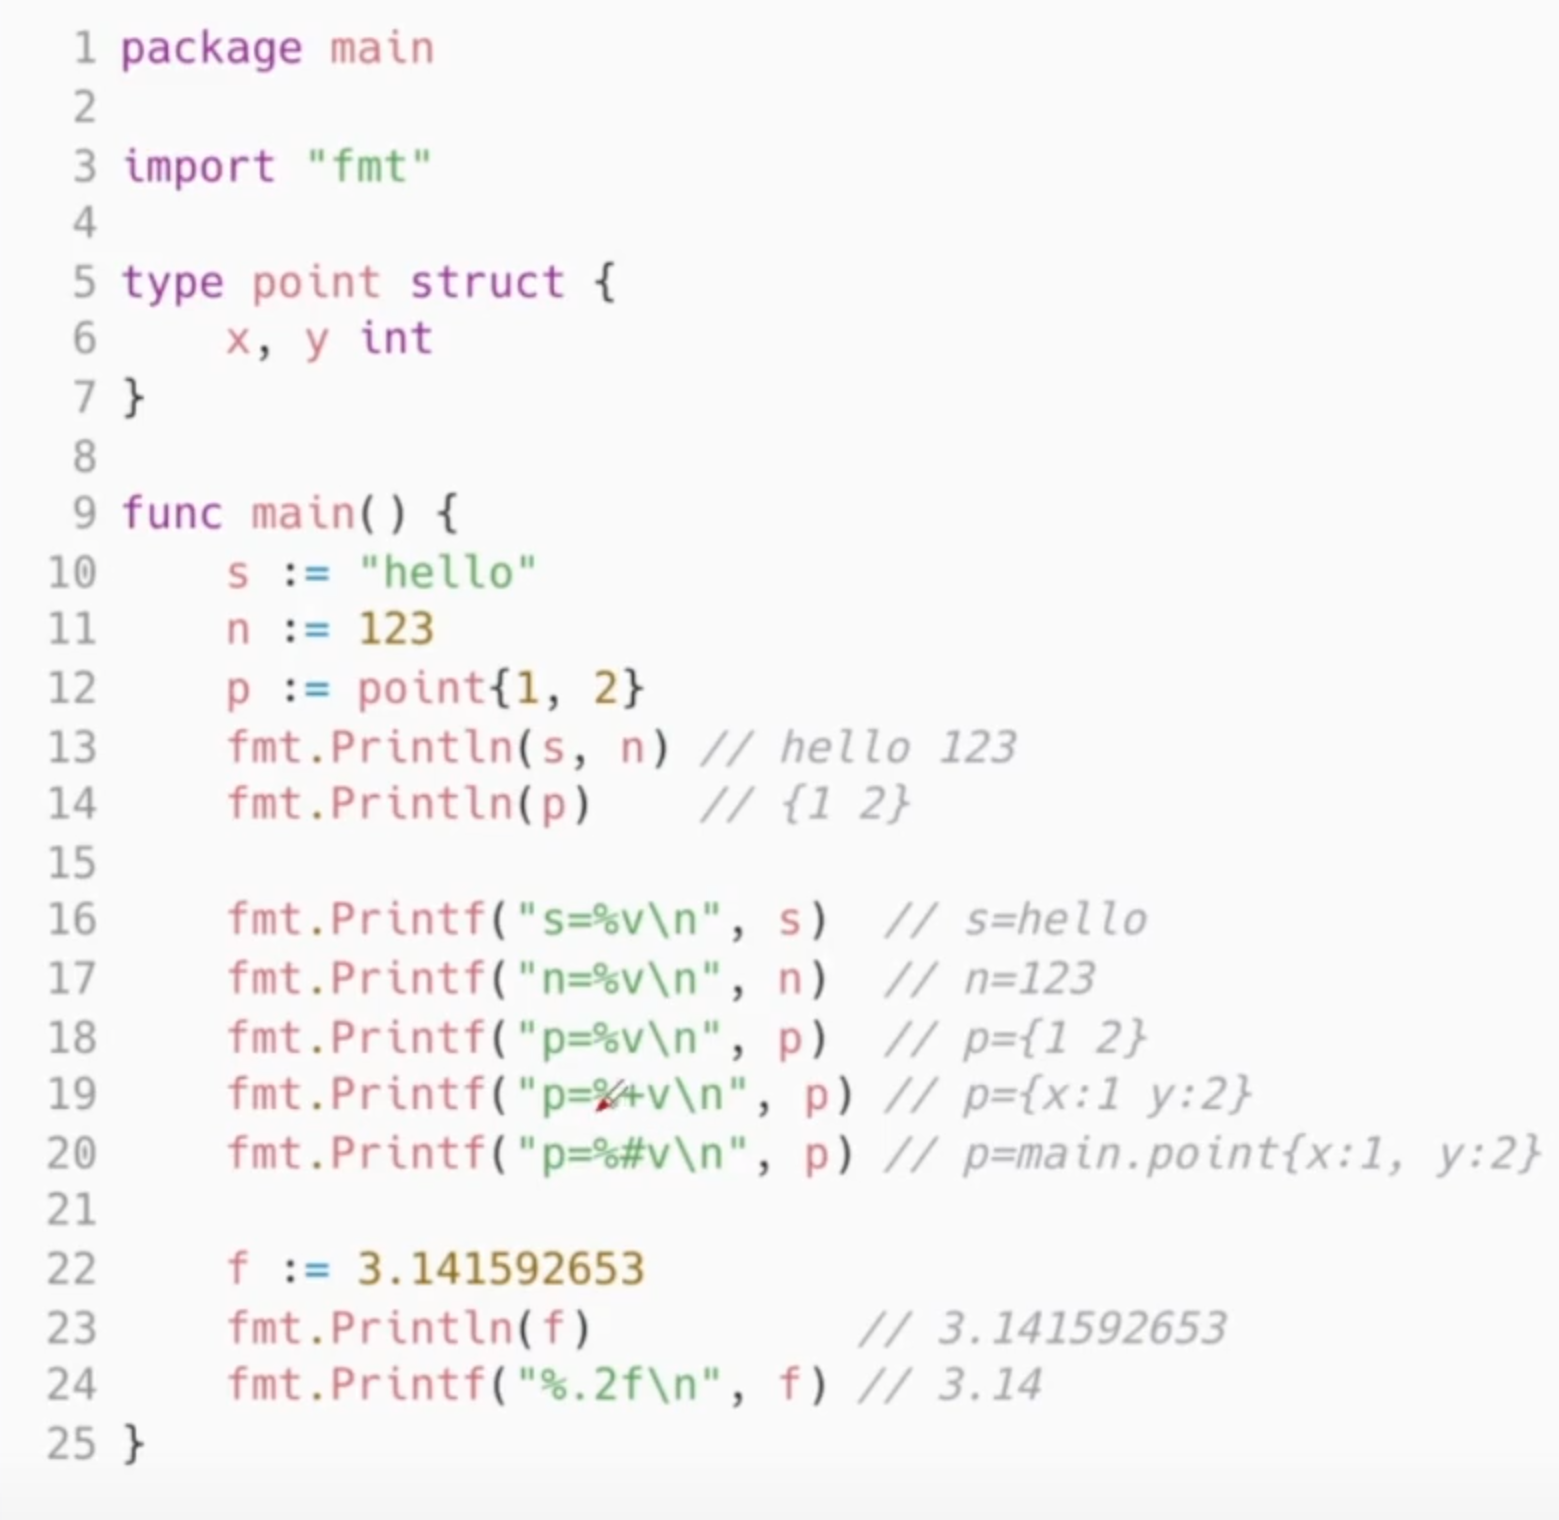 1 package main
2
3 import "fmt"
4
5 type point struct {
6     x, y int
7 }
8
9 func main() {
10     s := "hello"
11     n := 123
12     p := point{1, 2}
13     fmt.Println(s, n) // hello 123
14     fmt.Println(p)    // {1 2}
15
16     fmt.Printf("s=%v\n", s)  // s=hello
17     fmt.Printf("n=%v\n", n)  // n=123
18     fmt.Printf("p=%v\n", p)  // p={1 2}
19     fmt.Printf("p=%+v\n", p) // p={x:1 y:2}
20     fmt.Printf("p=%#v\n", p) // p=main.point{x:1, y:2}
21
22     f := 3.141592653
23     fmt.Println(f)          // 3.141592653
24     fmt.Printf("%.2f\n", f) // 3.14
25 }